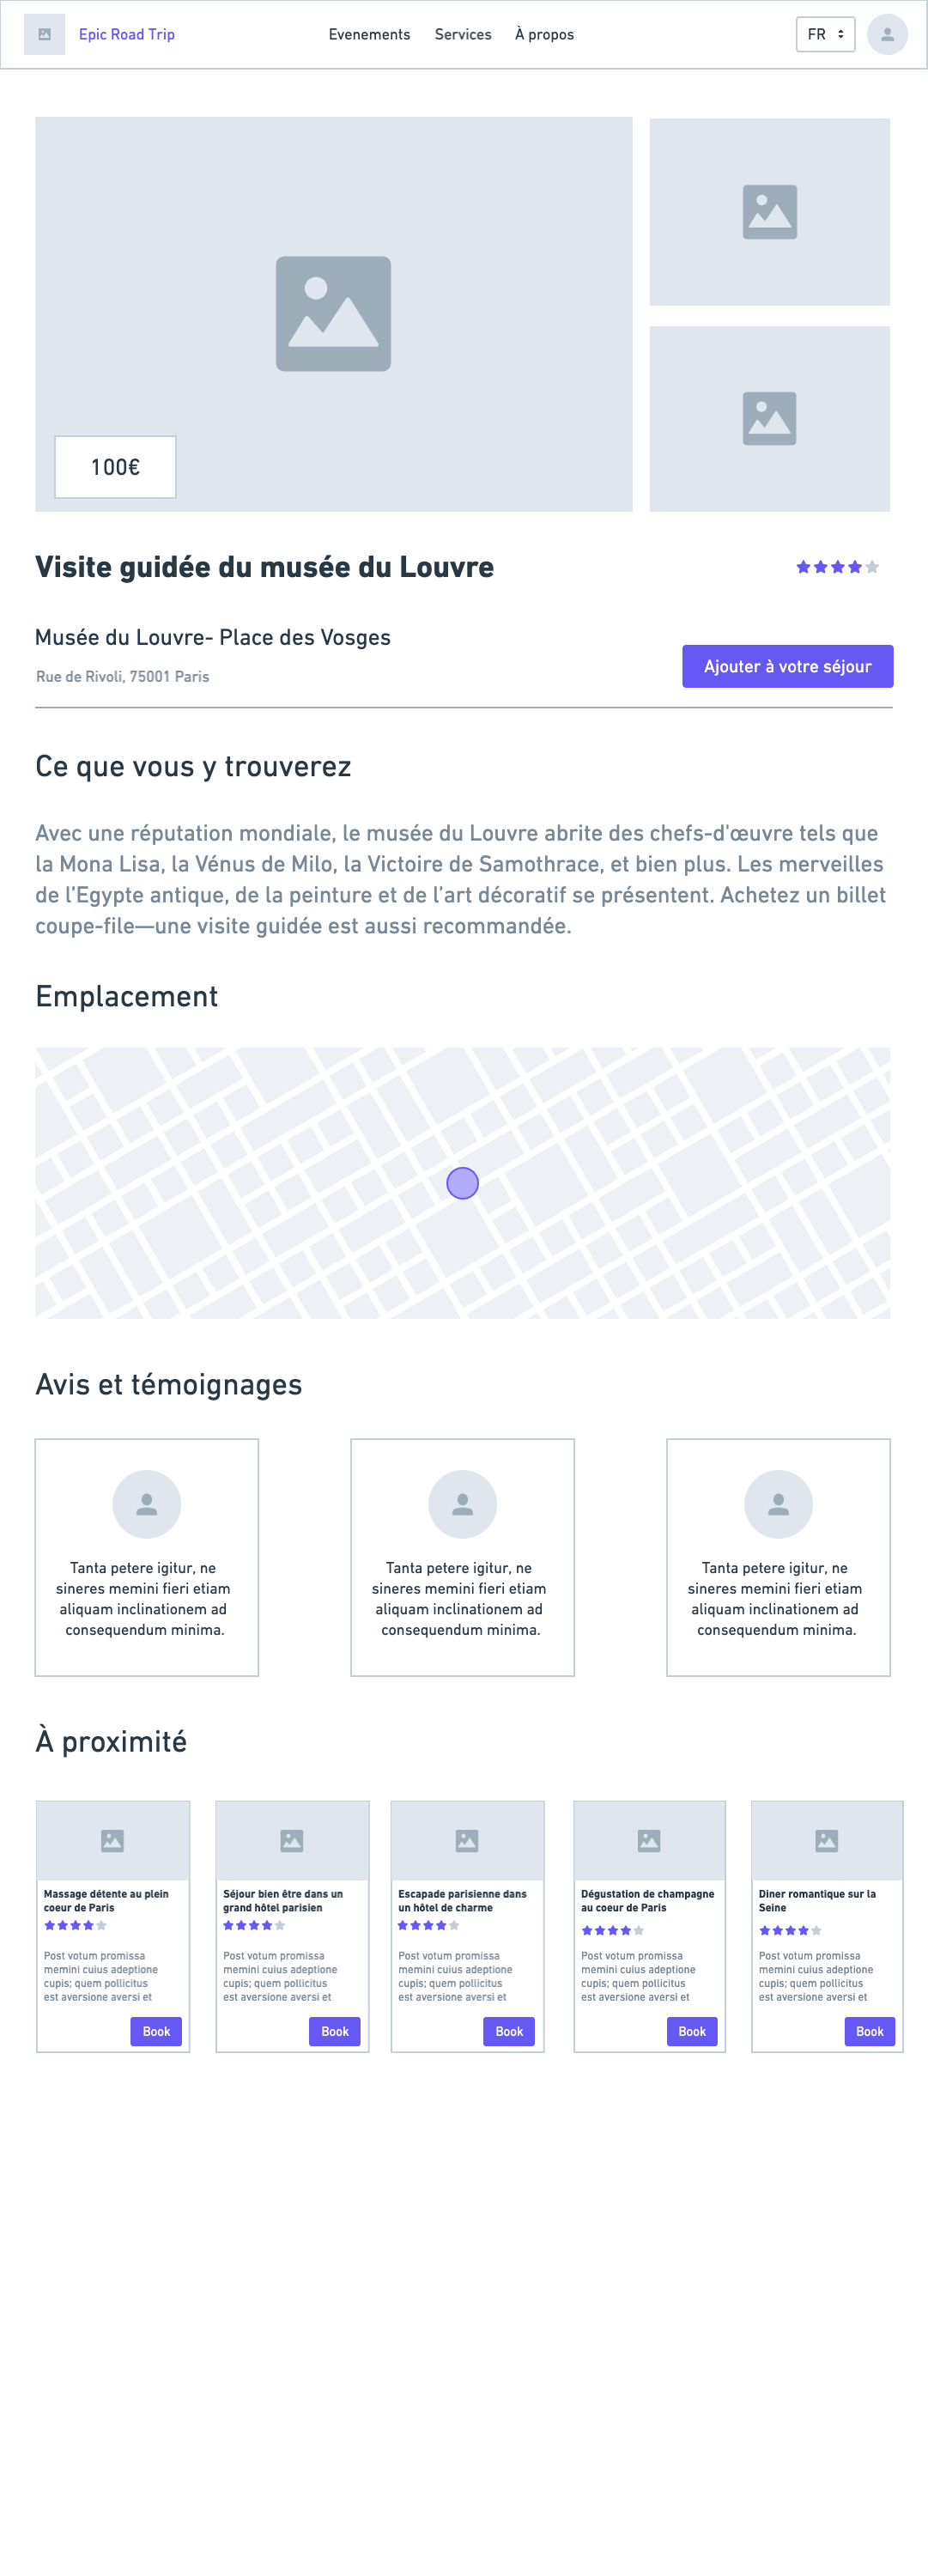 Epic Road Trip
Evenements
Services
À propos
FR
100€
Visite guidée du musée du Louvre
Musée du Louvre- Place des Vosges
Rue de Rivoli, 75001 Paris
Ajouter à votre séjour
Ce que vous y trouverez
Avec une réputation mondiale, le musée du Louvre abrite des chefs-d'œuvre tels que
la Mona Lisa, la Vénus de Milo, la Victoire de Samothrace, et bien plus. Les merveilles
de l’Egypte antique, de la peinture et de l’art décoratif se présentent. Achetez un billet
coupe-file—une visite guidée est aussi recommandée.
Emplacement
Avis et témoignages
Tanta petere igitur, ne
sineres memini fieri etiam
aliquam inclinationem ad
consequendum minima.
Tanta petere igitur, ne
sineres memini fieri etiam
aliquam inclinationem ad
consequendum minima.
Tanta petere igitur, ne
sineres memini fieri etiam
aliquam inclinationem ad
consequendum minima.
À proximité
Massage détente au plein
coeur de Paris
Post votum promissa
memini cuius adeptione
cupis; quem pollicitus
est aversione aversi et
Book
Séjour bien être dans un
grand hôtel parisien
Post votum promissa
memini cuius adeptione
cupis; quem pollicitus
est aversione aversi et
Book
Escapade parisienne dans
un hôtel de charme
Post votum promissa
memini cuius adeptione
cupis; quem pollicitus
est aversione aversi et
Book
Dégustation de champagne
au coeur de Paris
Post votum promissa
memini cuius adeptione
cupis; quem pollicitus
est aversione aversi et
Book
Diner romantique sur la
Seine
Post votum promissa
memini cuius adeptione
cupis; quem pollicitus
est aversione aversi et
Book